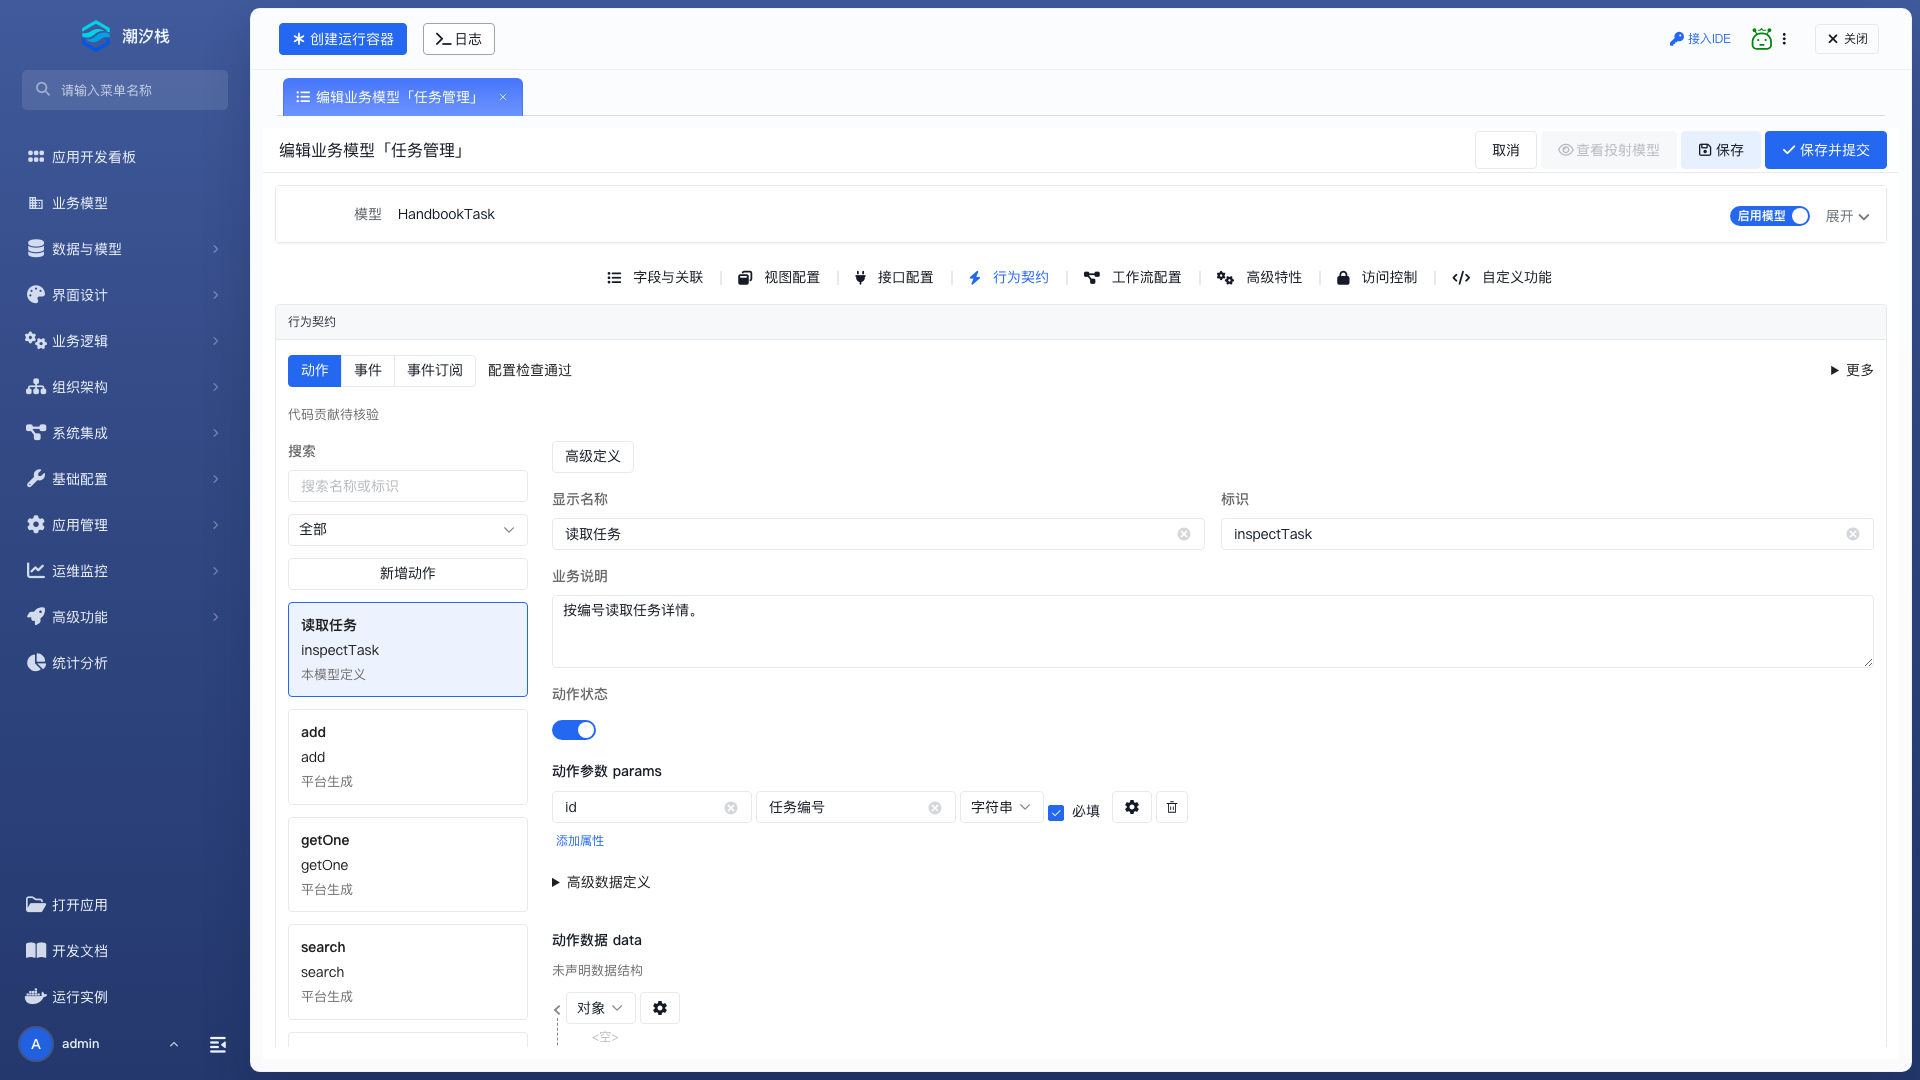 潮汐栈
请输入菜单名称
应用开发看板
业务模型
数据与模型
界面设计
业务逻辑
组织架构
系统集成
基础配置
应用管理
运维监控
高级功能
统计分析
打开应用
开发文档
运行实例
A admin
创建运行容器 日志
接入IDE 关闭
编辑业务模型「任务管理」
编辑业务模型「任务管理」
取消 查看投射模型 保存 保存并提交
模型 HandbookTask
启用模型 展开
字段与关联 视图配置 接口配置 行为契约 工作流配置 高级特性 访问控制 自定义功能
行为契约
动作 事件 事件订阅 配置检查通过 更多
代码贡献待核验
搜索
搜索名称或标识
全部
新增动作
读取任务
inspectTask
本模型定义
add
add
平台生成
getOne
getOne
平台生成
search
search
平台生成
高级定义
显示名称 标识
读取任务 inspectTask
业务说明
按编号读取任务详情。
动作状态
动作参数 params
id 任务编号 字符串 必填
添加属性
高级数据定义
动作数据 data
未声明数据结构
对象
<空>